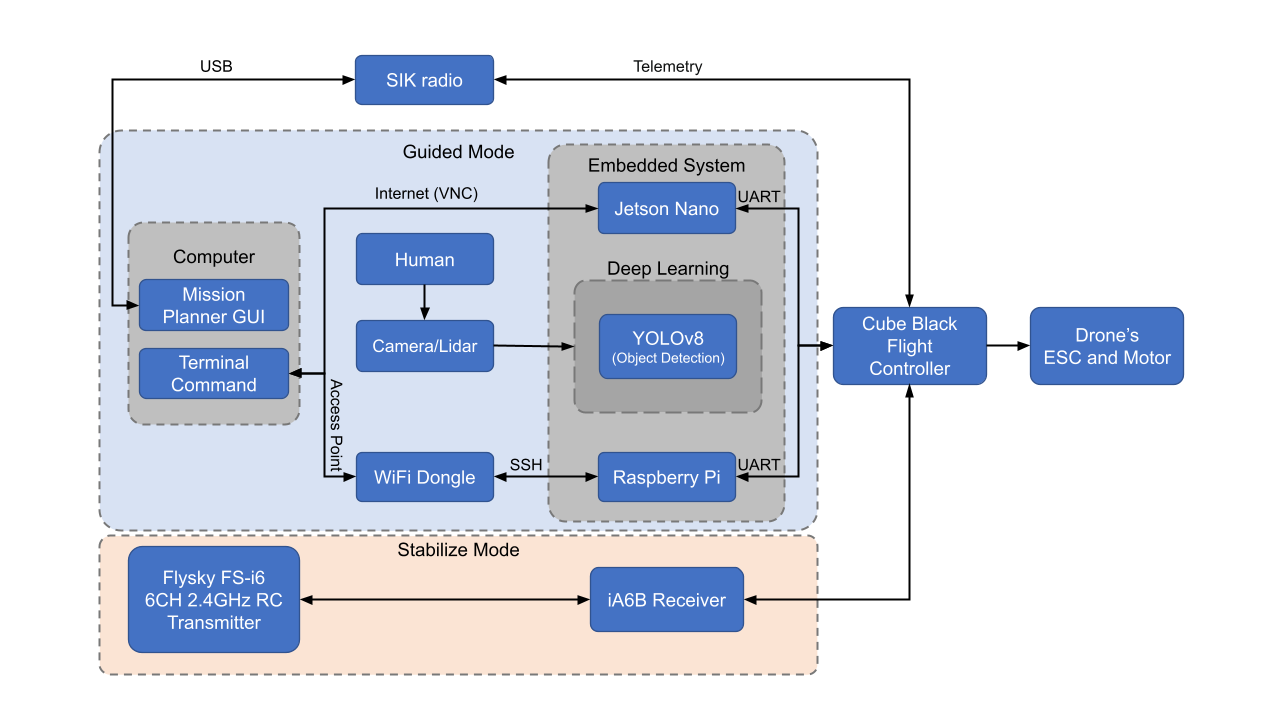 USB
SIK radio
Telemetry
Guided Mode
Embedded System
Internet (VNC)
Jetson Nano
UART
Computer
Human
Deep Learning
Mission
Planner GUI
Camera/Lidar
YOLOv8
(Object Detection)
Cube Black
Flight
Controller
Drone’s
ESC and Motor
Terminal
Command
Access Point
WiFi Dongle
SSH
Raspberry Pi
UART
Stabilize Mode
Flysky FS-i6
6CH 2.4GHz RC
Transmitter
iA6B Receiver